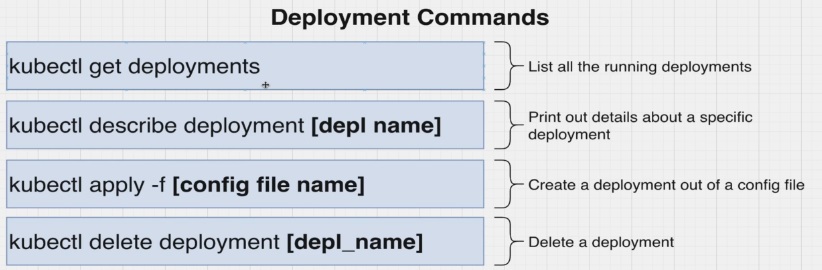 Deployment Commands
kubectl get deployments
List all the running deployments
kubectl describe deployment [depl name]
Print out details about a specific
deployment
kubectl apply -f [config file name]
Create a deployment out of a config file
kubectl delete deployment [depl_name]
Delete a deployment